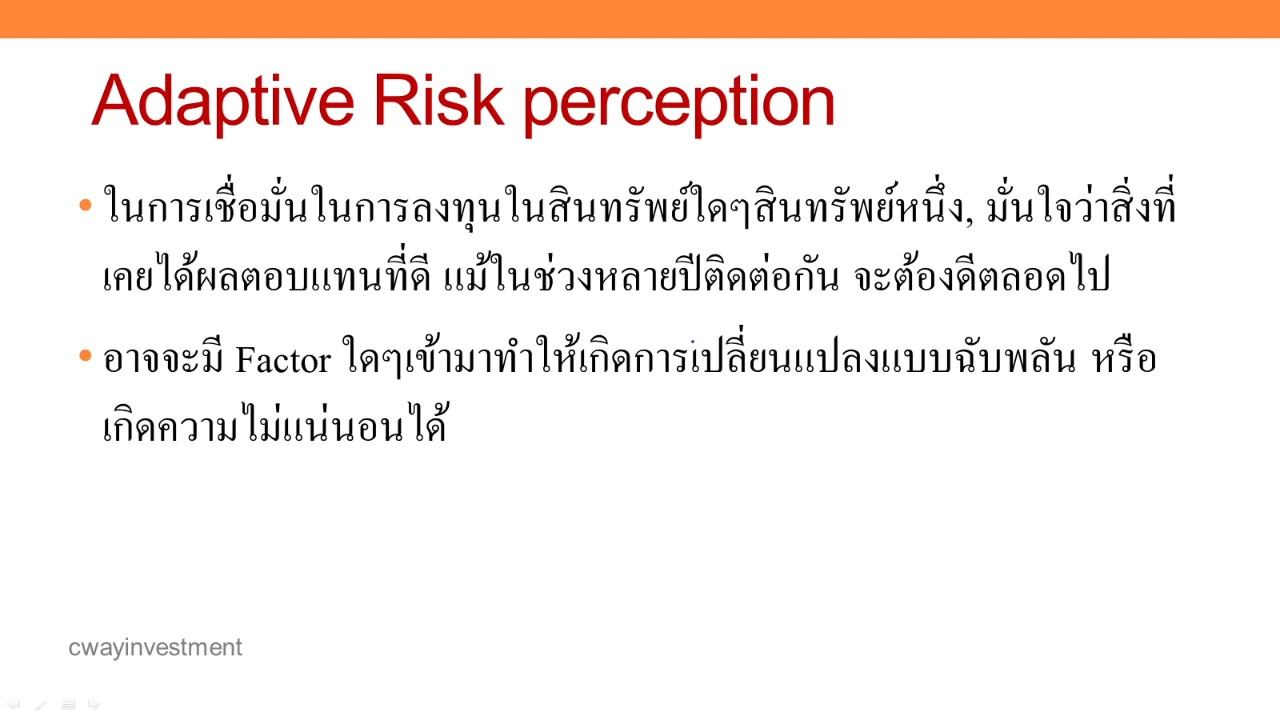 Adaptive Risk perception
• ในการเชื่อมั่นในการลงทุนในสินทรัพย์ใดๆสินทรัพย์หนึ่ง, มั่นใจว่าสิ่งที่
เคยได้ผลตอบแทนที่ดี แม้ในช่วงหลายปีติดต่อกัน จะต้องดีตลอดไป
• อาจจะมี Factor ใดๆเข้ามาทำให้เกิดการเปลี่ยนแปลงแบบฉับพลัน หรือ
เกิดความไม่แน่นอนได้
cwayinvestment